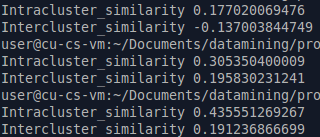 Intracluster_similarity 0.177020069476
Intercluster_similarity -0.137003844749
user@cu-cs-vm:~/Documents/datamining/pro
Intracluster_similarity 0.305350400009
Intercluster_similarity 0.195830231241
user@cu-cs-vm:~/Documents/datamining/pro
Intracluster_similarity 0.435551269267
Intercluster_similarity 0.191236866699